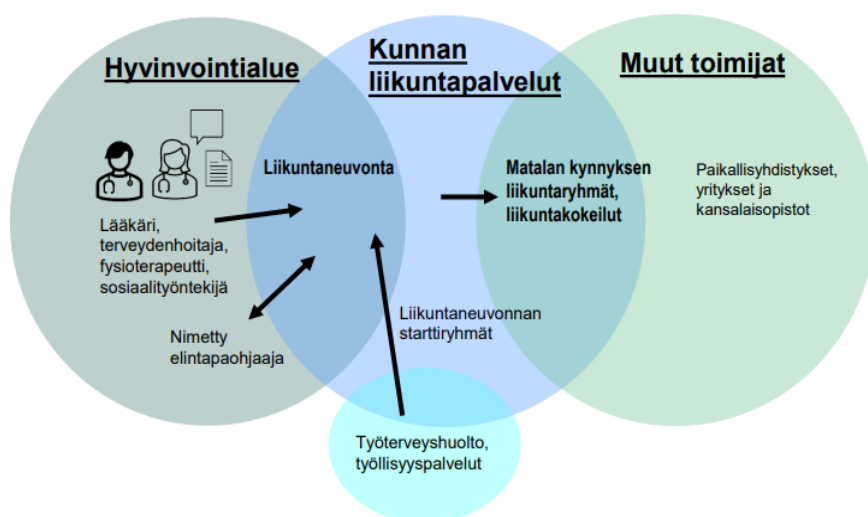 Hyvinvointialue
Kunnan
liikuntapalvelut
Muut toimijat
Liikuntaneuvonta
Matalan kynnyksen
liikuntaryhmät,
liikuntakokeilut
Paikallisyhdistykset,
yritykset ja
kansalaisopistot
Lääkäri,
terveydenhoitaja,
fysioterapeutti,
sosiaalityöntekijä
Nimetty
elintapaohjaaja
Liikuntaneuvonnan
starttiryhmät
Työterveyshuolto,
työllisyyspalvelut